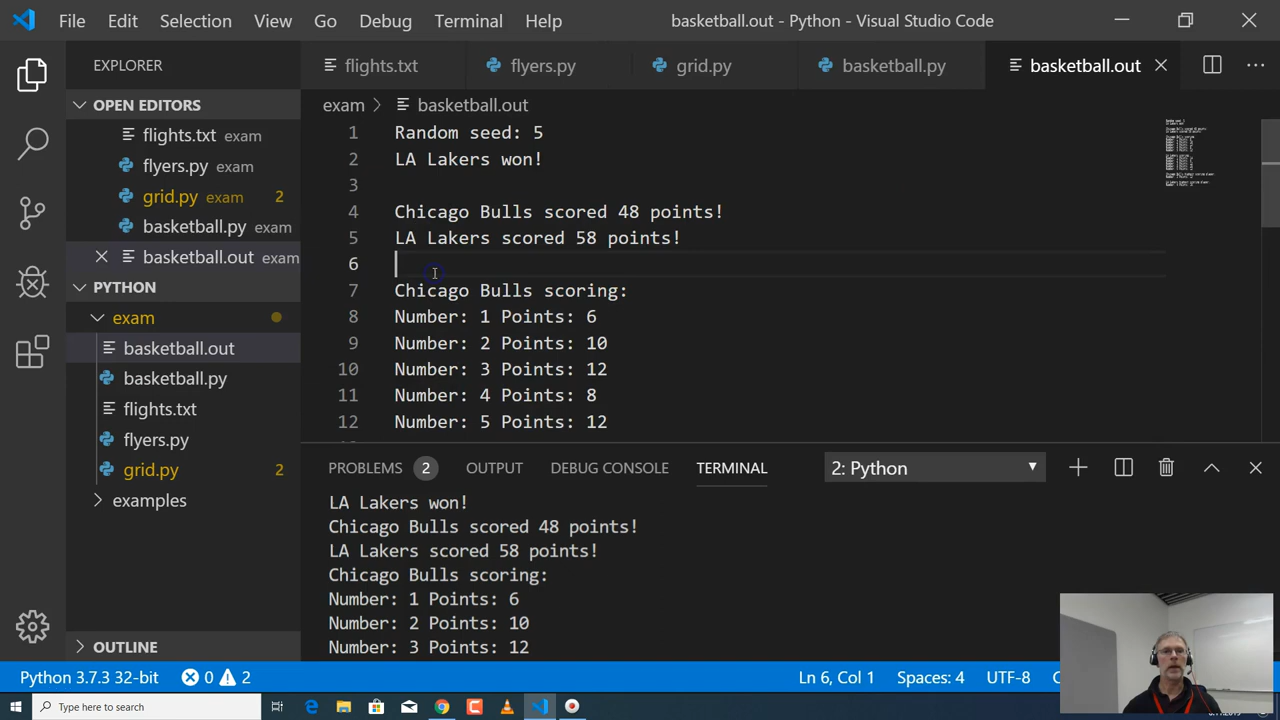 File Edit Selection View Go Debug Terminal Help basketball.out - Python - Visual Studio Code
EXPLORER
OPEN EDITORS
flights.txt exam
flyers.py exam
grid.py exam 2
basketball.py exam
basketball.out exam
PYTHON
exam
basketball.out
basketball.py
flights.txt
flyers.py
grid.py 2
examples
OUTLINE
flights.txt flyers.py grid.py basketball.py basketball.out
exam > basketball.out
1 Random seed: 5
2 LA Lakers won!
3
4 Chicago Bulls scored 48 points!
5 LA Lakers scored 58 points!
6
7 Chicago Bulls scoring:
8 Number: 1 Points: 6
9 Number: 2 Points: 10
10 Number: 3 Points: 12
11 Number: 4 Points: 8
12 Number: 5 Points: 12
PROBLEMS 2 OUTPUT DEBUG CONSOLE TERMINAL 2: Python
LA Lakers won!
Chicago Bulls scored 48 points!
LA Lakers scored 58 points!
Chicago Bulls scoring:
Number: 1 Points: 6
Number: 2 Points: 10
Number: 3 Points: 12
Python 3.7.3 32-bit 0 2 Ln 6, Col 1 Spaces: 4 UTF-8
Type here to search